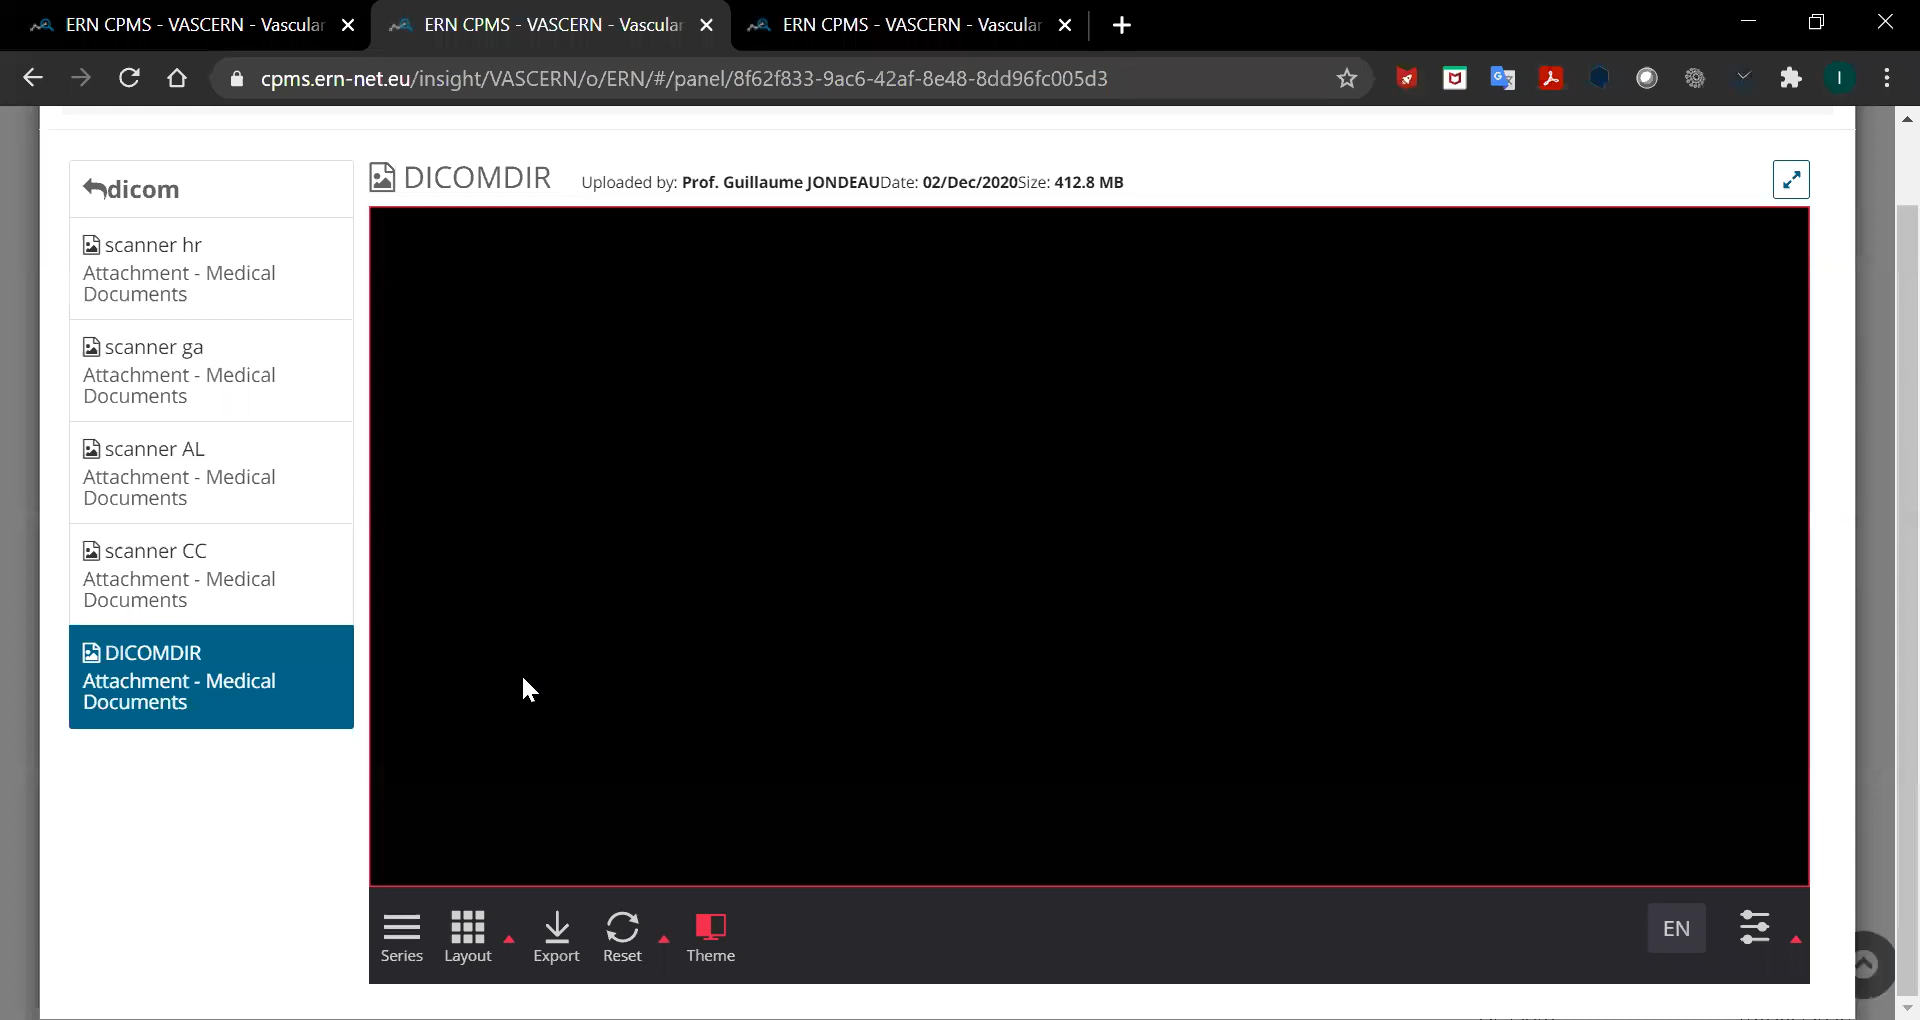 ERN CPMS - VASCERN - Vascular
ERN CPMS - VASCERN - Vascular
ERN CPMS - VASCERN - Vascular
cpms.ern-net.eu/insight/VASCERN/o/ERN/#/panel/8f62f833-9ac6-42af-8e48-8dd96fc005d3
I
dicom
DICOMDIR
Uploaded by: Prof. Guillaume JONDEAUDate: 02/Dec/2020Size: 412.8 MB
scanner hr
Attachment - Medical
Documents
scanner ga
Attachment - Medical
Documents
scanner AL
Attachment - Medical
Documents
scanner CC
Attachment - Medical
Documents
DICOMDIR
Attachment - Medical
Documents
Series
Layout
Export
Reset
Theme
EN